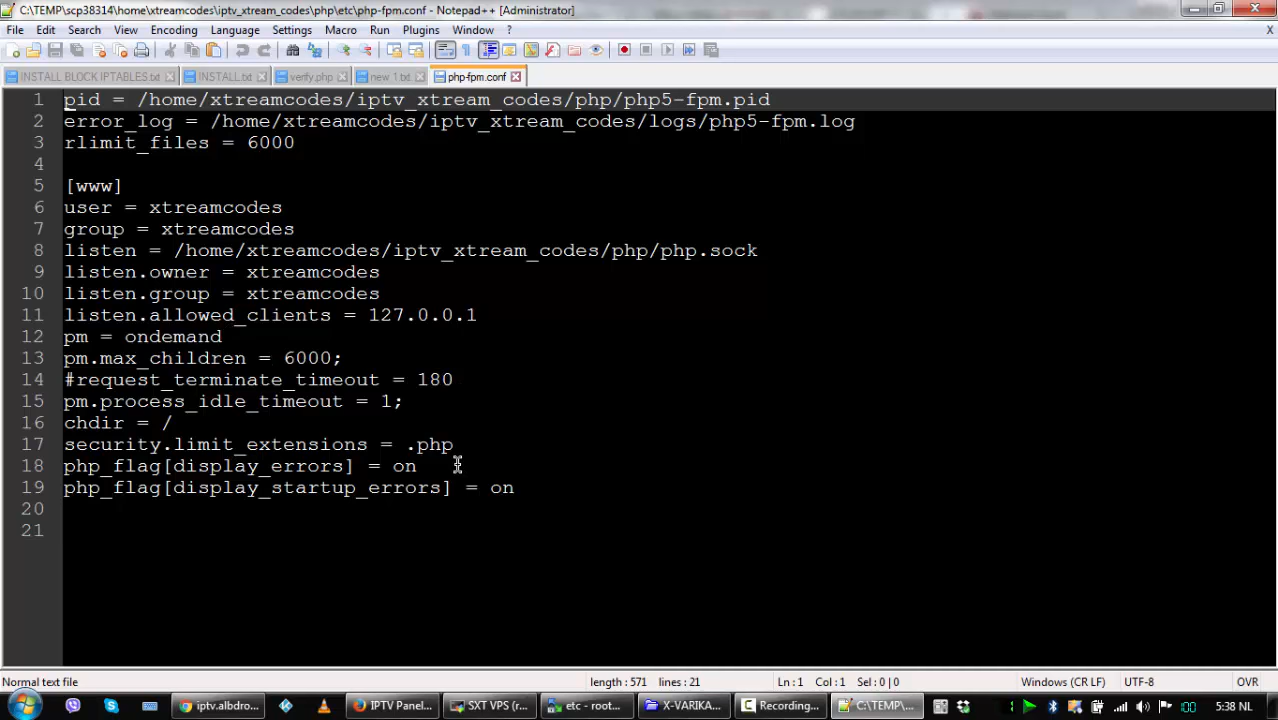 C:\TEMP\scp38314\home\xtreamcodes\iptv_xtream_codes\php\etc\php-fpm.conf - Notepad++ [Administrator]
File Edit Search View Encoding Language Settings Macro Run Plugins Window ? X
INSTALL BLOCK IPTABLES.txt INSTALL.txt verify.php new 1.txt php-fpm.conf
1 pid = /home/xtreamcodes/iptv_xtream_codes/php/php5-fpm.pid
2 error_log = /home/xtreamcodes/iptv_xtream_codes/logs/php5-fpm.log
3 rlimit_files = 6000
4
5 [www]
6 user = xtreamcodes
7 group = xtreamcodes
8 listen = /home/xtreamcodes/iptv_xtream_codes/php/php.sock
9 listen.owner = xtreamcodes
10 listen.group = xtreamcodes
11 listen.allowed_clients = 127.0.0.1
12 pm = ondemand
13 pm.max_children = 6000;
14 #request_terminate_timeout = 180
15 pm.process_idle_timeout = 1;
16 chdir = /
17 security.limit_extensions = .php
18 php_flag[display_errors] = on
19 php_flag[display_startup_errors] = on
20
21
Normal text file length : 571 lines : 21 Ln : 1 Col : 1 Sel : 0 | 0 Windows (CR LF) UTF-8 OVR
iptv.albdro... IPTV Panel... SXT VPS (r... etc - root... X-VARIKA... Recording... C:\TEMP\... 5:38 NL